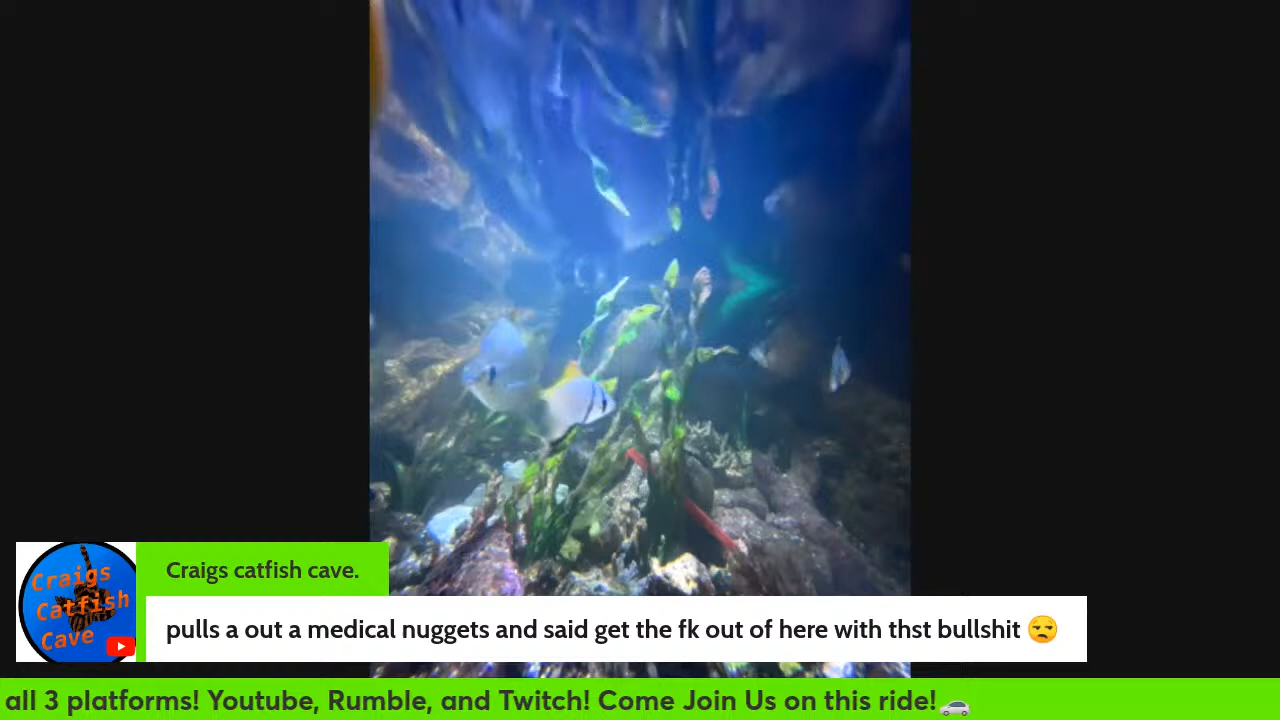 Craigs
Catfish
Cave
Craigs catfish cave.
pulls a out a medical nuggets and said get the fk out of here with thst bullshit 😒
all 3 platforms! Youtube, Rumble, and Twitch! Come Join Us on this ride!🚗